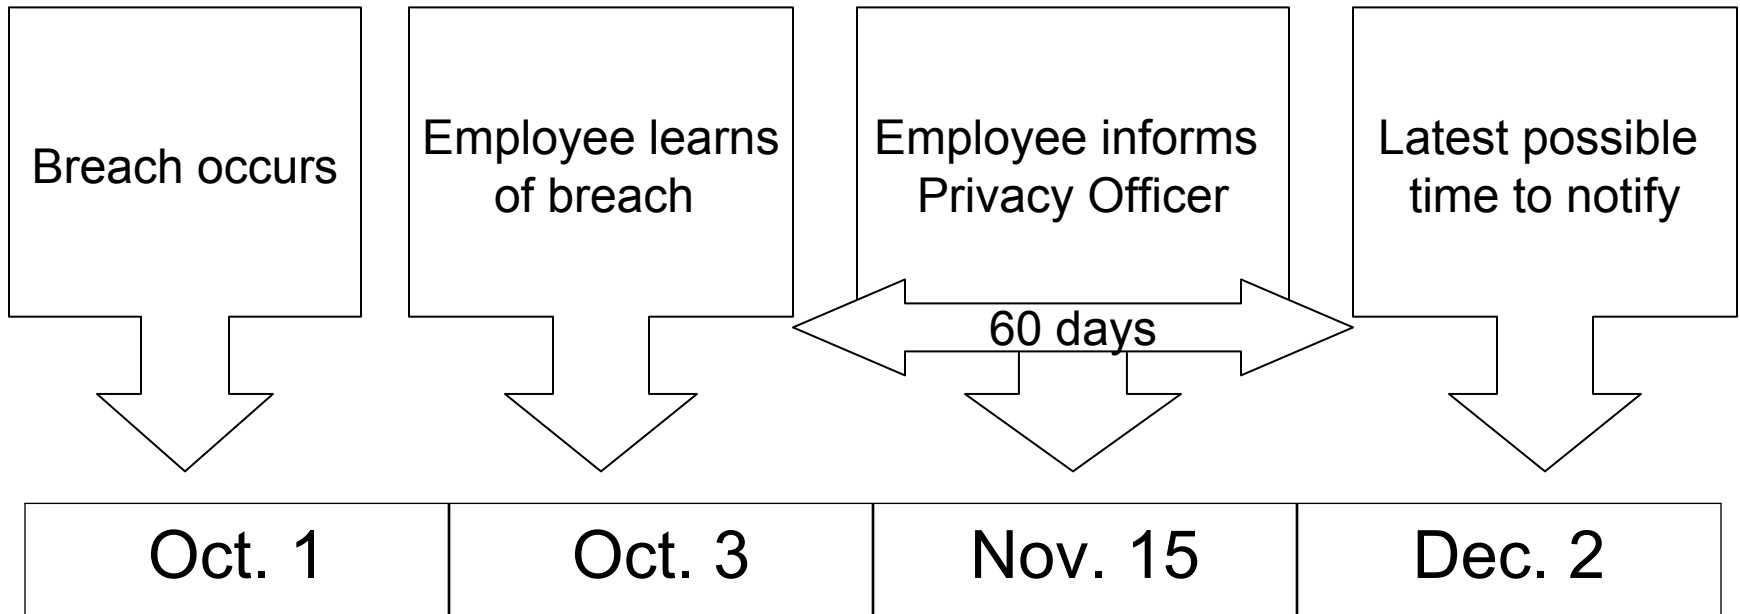 Breach occurs
Employee learns
of breach
Employee informs
Privacy Officer
Latest possible
time to notify
60 days
Oct. 1
Oct. 3
Nov. 15
Dec. 2